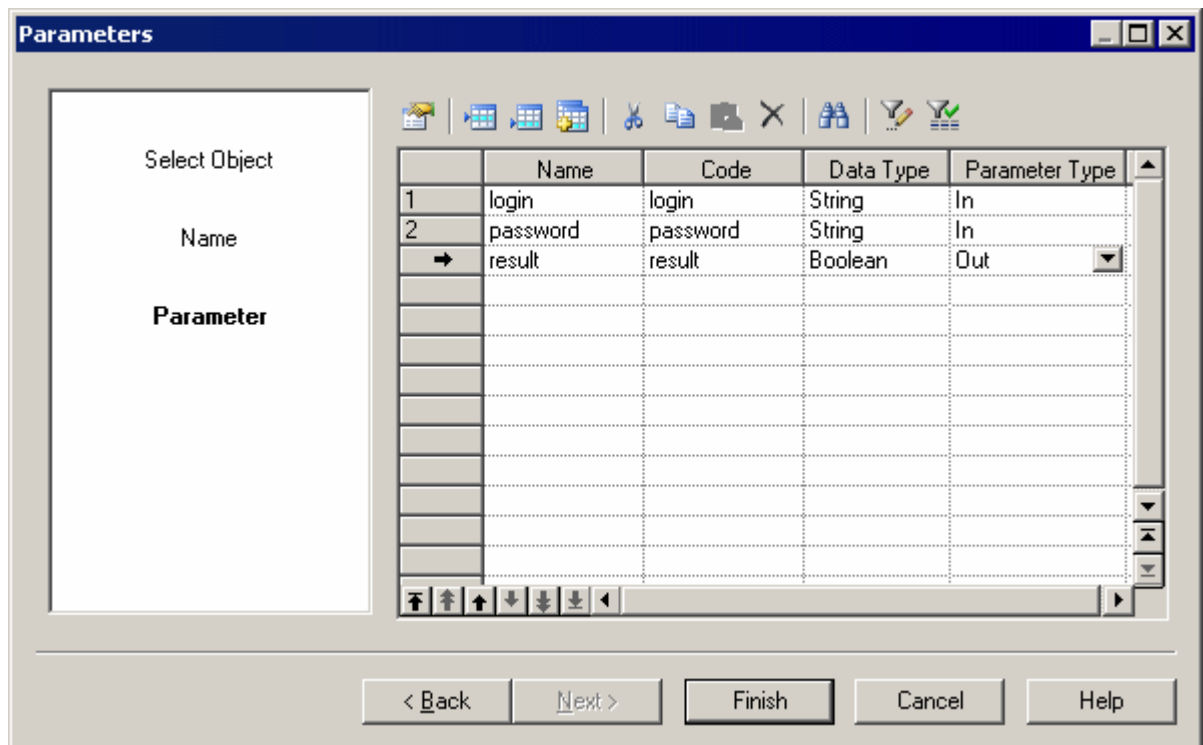 Parameters
Select Object
Name
Parameter
Name Code Data Type Parameter Type
1 login login String In
2 password password String In
result result Boolean Out
< Back Next > Finish Cancel Help